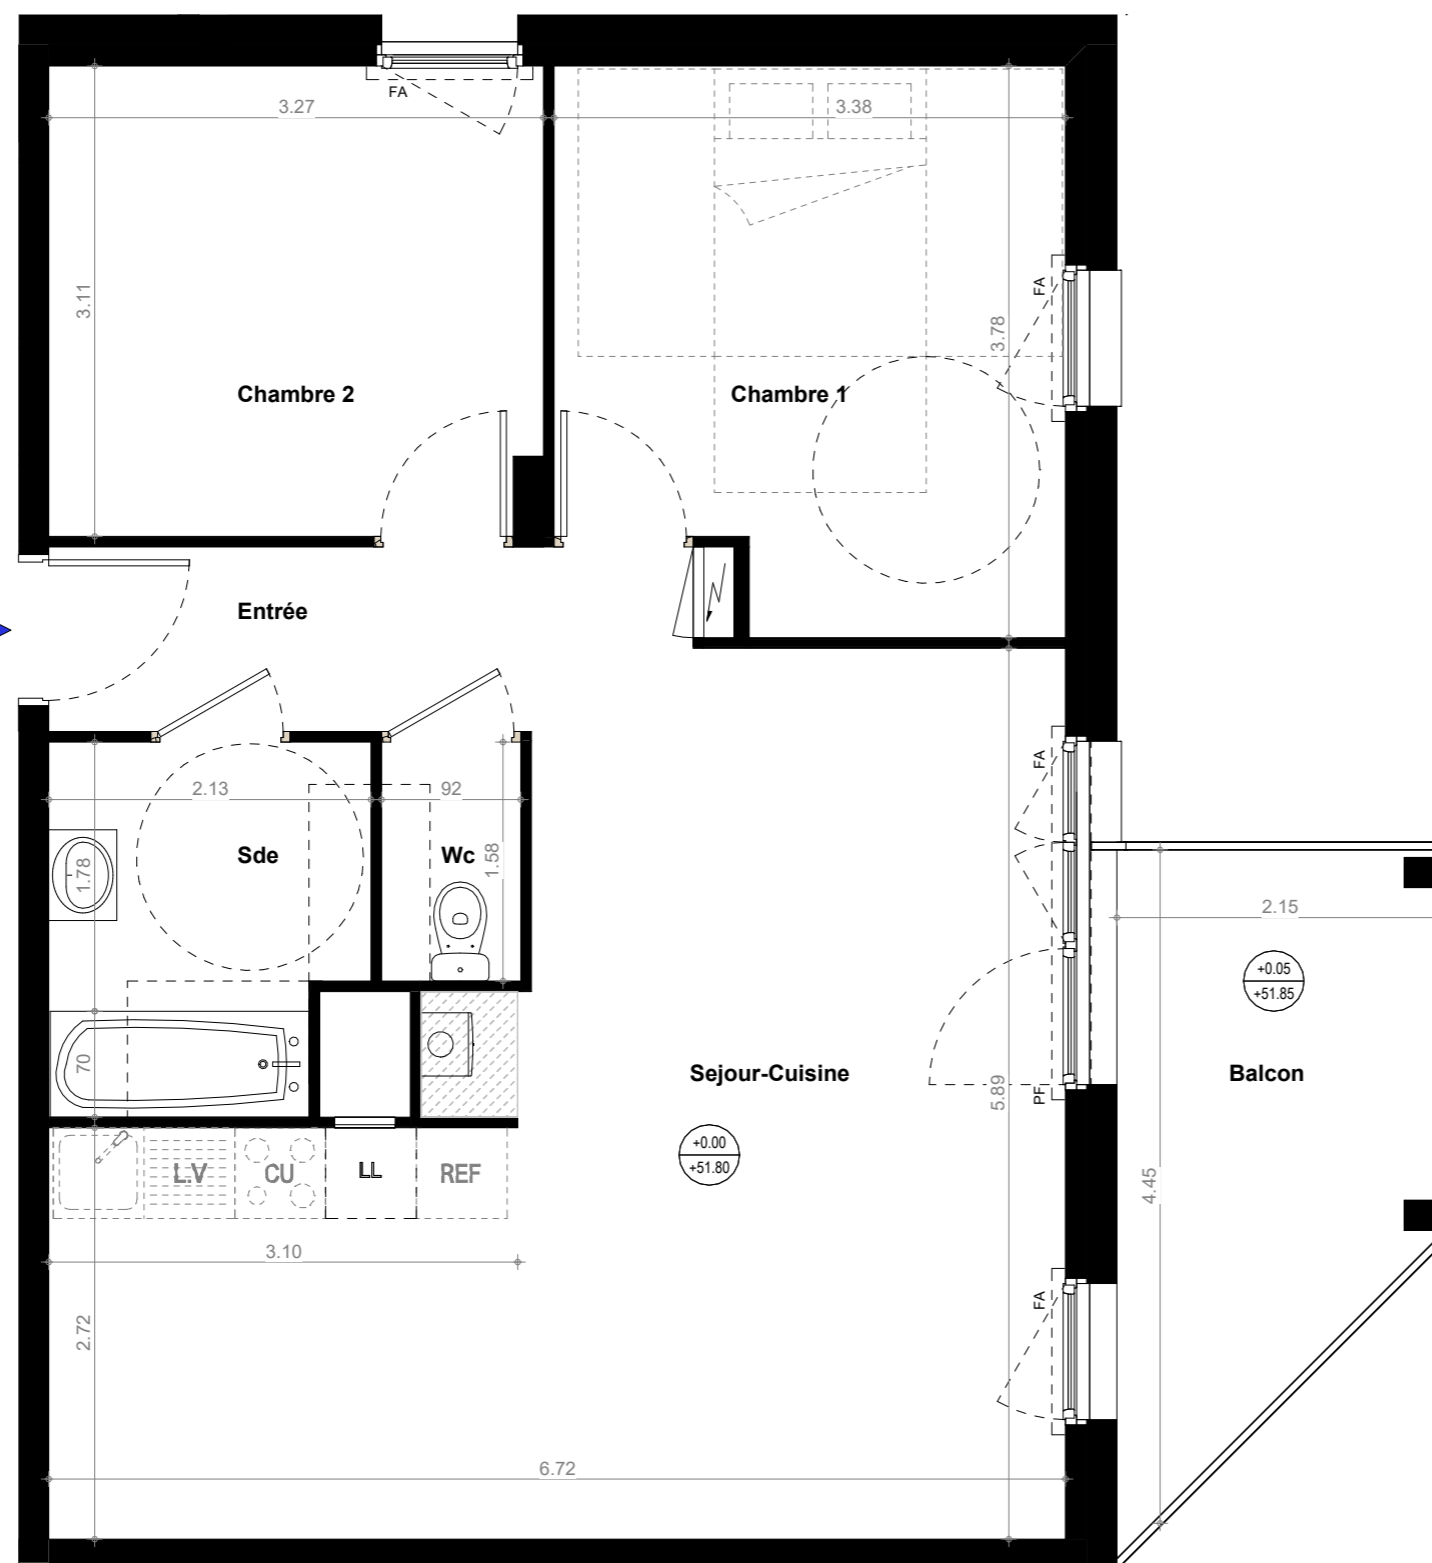 FA
3.27
3.38
3.11
FA
3.78
Chambre 2
Chambre 1
Entrée
FA
2.13
92
Sde
Wc
1.78
1.58
2.15
+0.05
+51.85
70
Sejour-Cuisine
Balcon
5.89
PF
+0.00
+51.80
L.V
CU
LL
REF
4.45
3.10
FA
2.72
6.72